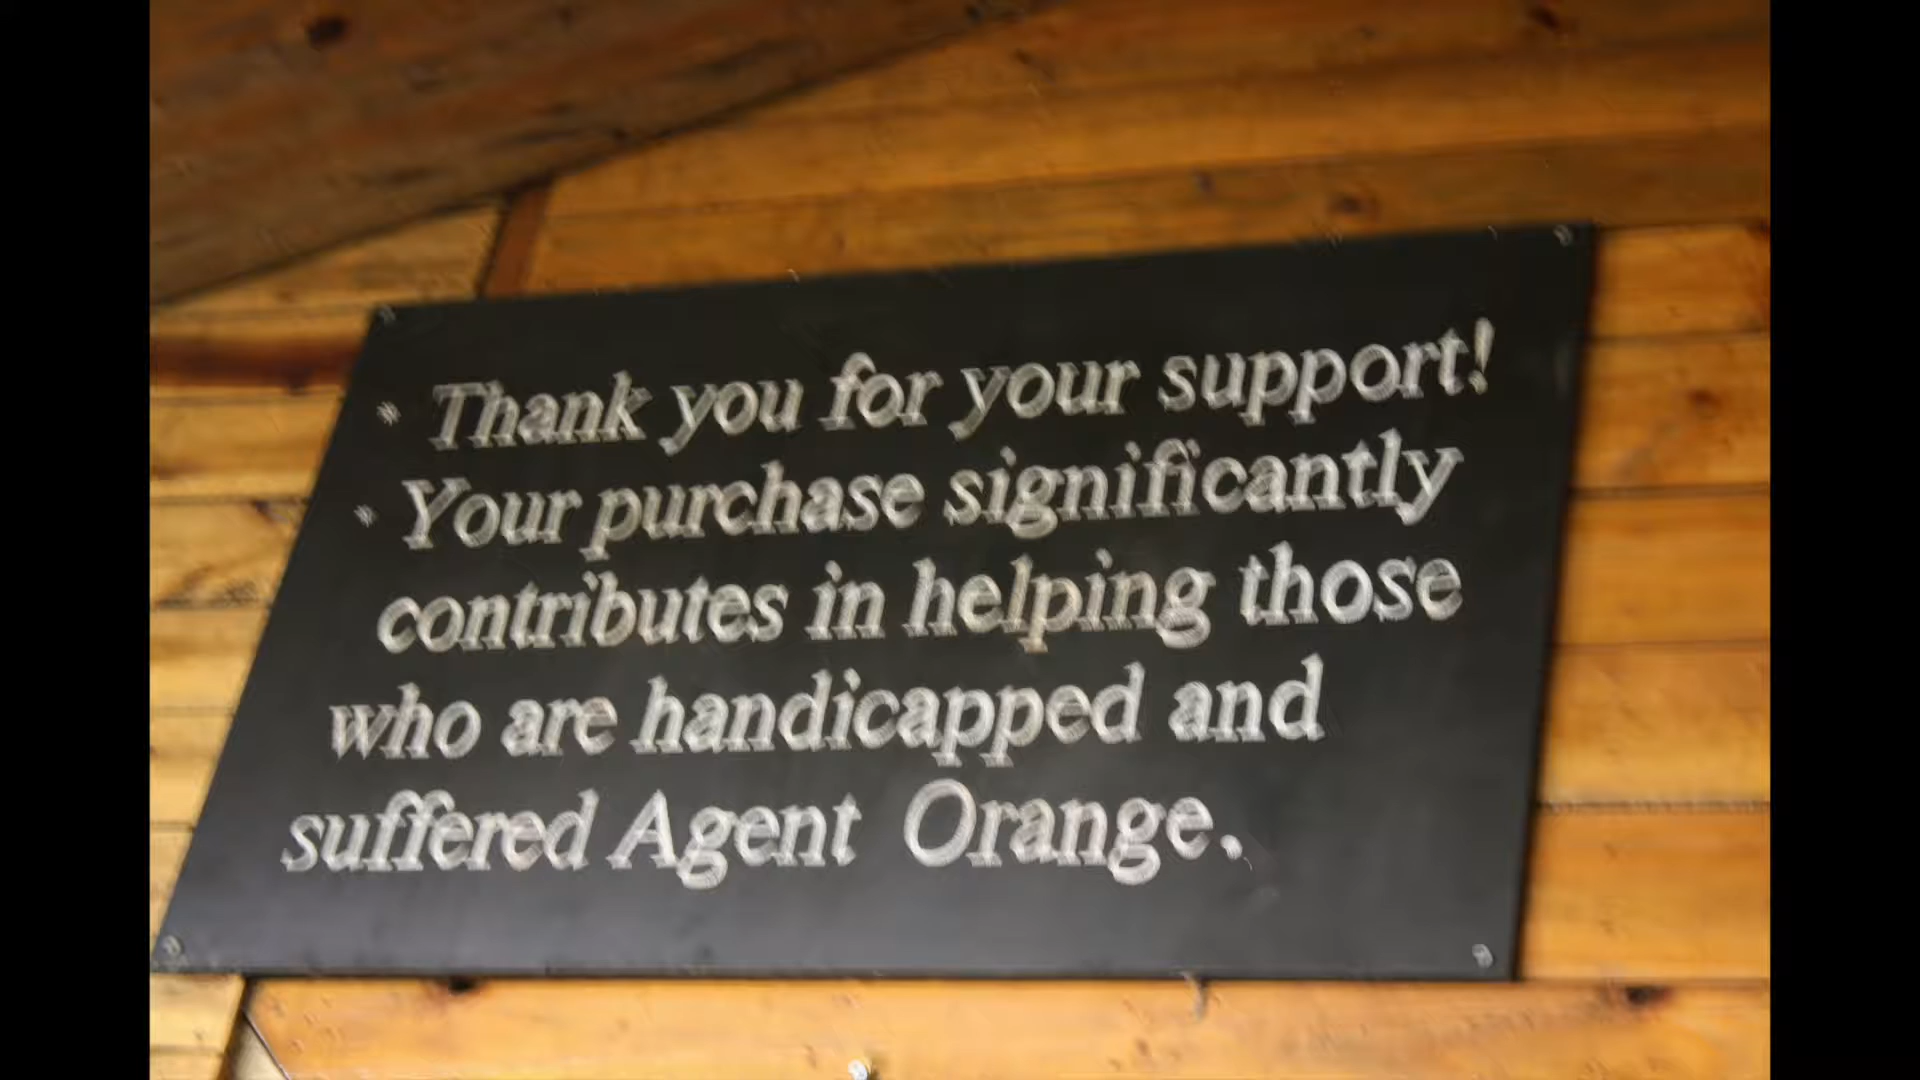 * Thank you for your support!
* Your purchase significantly
contributes in helping those
who are handicapped and
suffered Agent Orange.